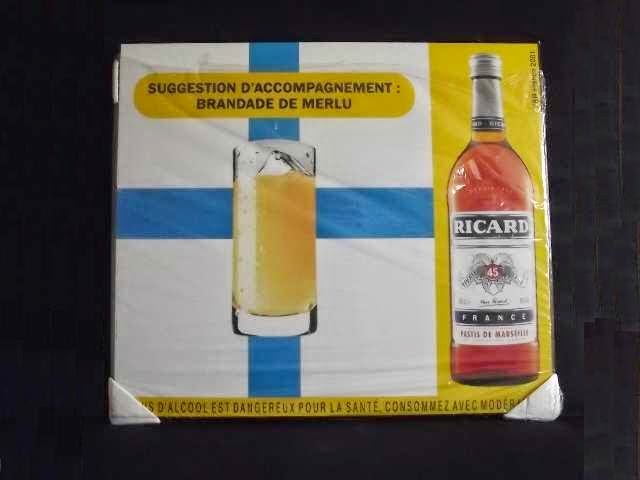 SUGGESTION D'ACCOMPAGNEMENT :
BRANDADE DE MERLU
RICARD
45
FRANCE
PASTIS DE MARSEILLE
D'ALCOOL EST DANGEREUX POUR LA SANTÉ, CONSOMMEZ AVEC
2001